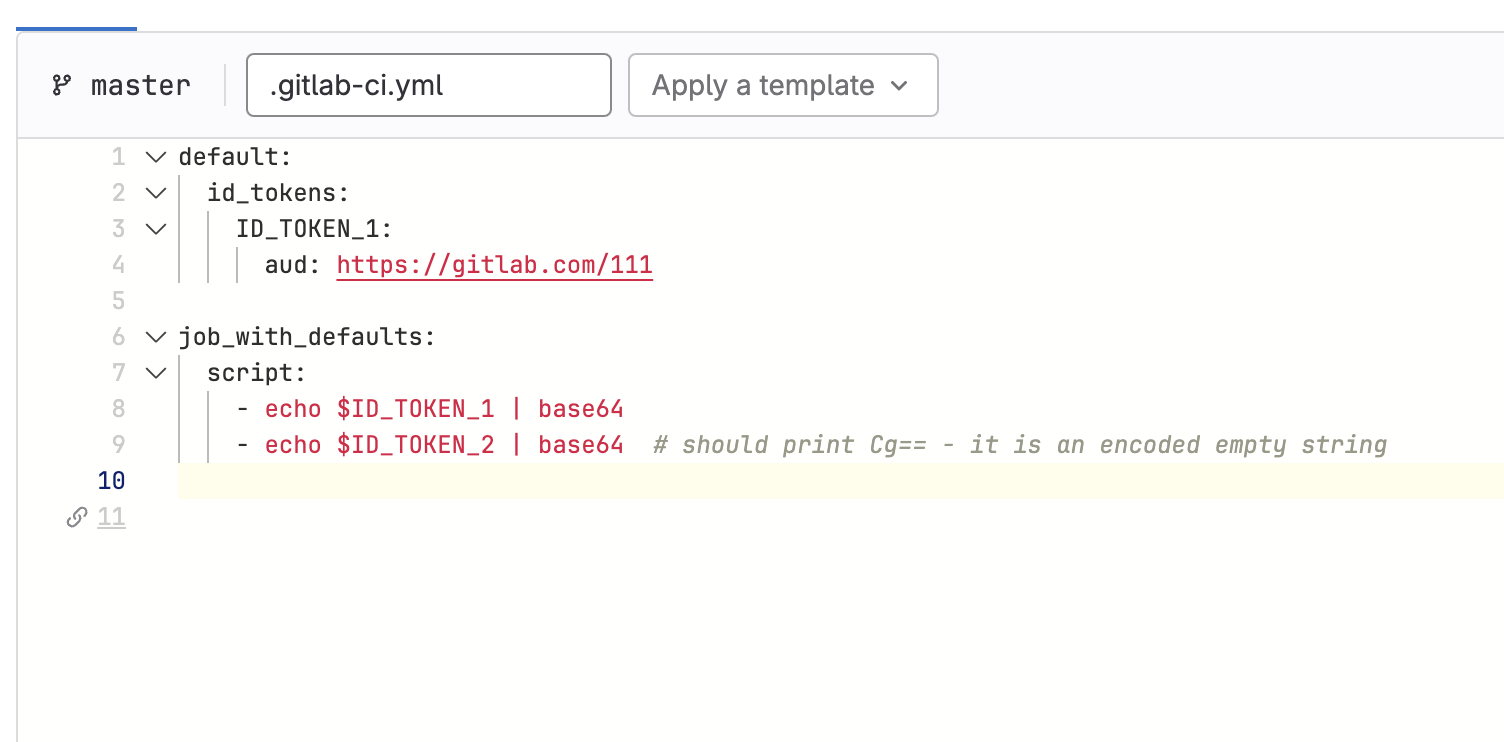 master .gitlab-ci.yml Apply a template
1 default:
2 id_tokens:
3 ID_TOKEN_1:
4 aud: https://gitlab.com/111
5
6 job_with_defaults:
7 script:
8 - echo $ID_TOKEN_1 | base64
9 - echo $ID_TOKEN_2 | base64 # should print Cg== - it is an encoded empty string
10
11